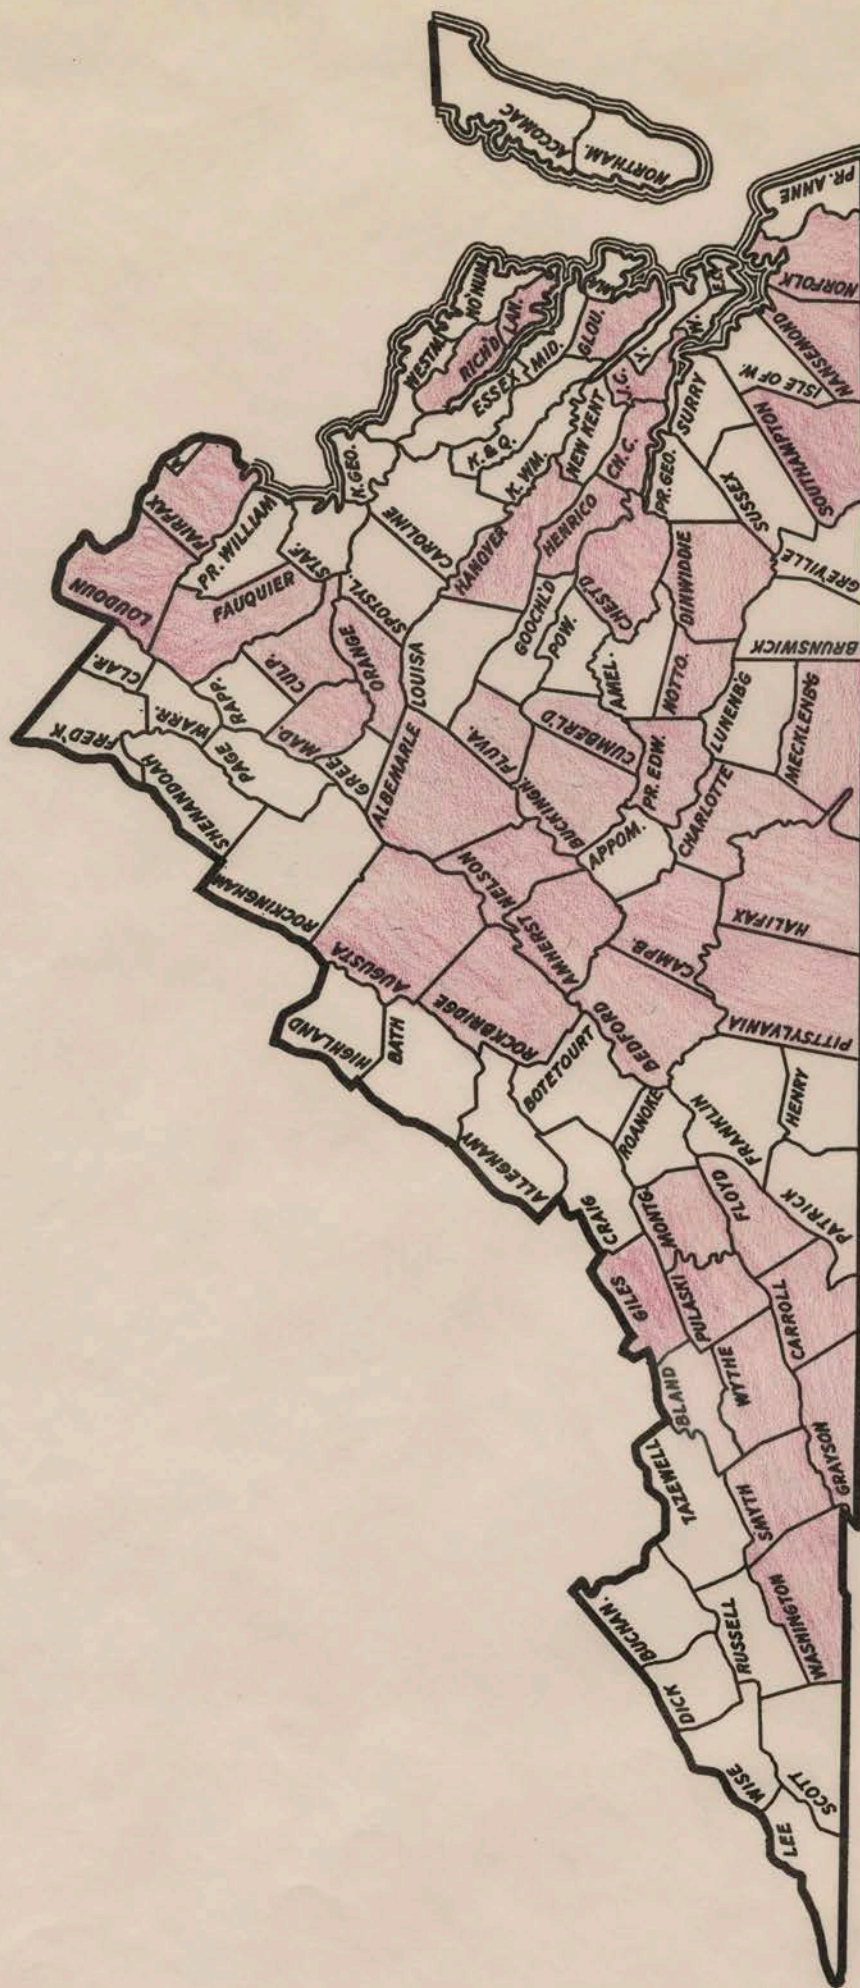 ACCOMAC
NORTHAM.
PR. ANNE
NORFOLK
NANSEMOND
ISLE OF W.
SOUTHAMPTON
SURRY
SUSSEX
PR. GEO.
GREVILLE
NO'HUM.
WESTM.
RICH'D
LAN.
ESSEX
MID.
GLOU.
K. & Q.
K. WM.
NEW KENT
CH. C.
J. C.
Y.
W.
K. GEO.
CAROLINE
HANOVER
HENRICO
CHEST'D
DINWIDDIE
BRUNSWICK
FAIRFAX
LOUDOUN
PR. WILLIAM
STAF.
FAUQUIER
SPOTSYL.
ORANGE
CULP.
LOUISA
GOOCHL'D
POW.
AMEL.
NOTTO.
LUNENB'G
MECKLENB'G
CLAR.
FRED'K
WARR.
RAPP.
PAGE
MAD.
GREE.
SHENANDOAH
ROCKINGHAM
ALBEMARLE
FLUVA.
CUMBERL'D
BUCKINGH.
PR. EDW.
CHARLOTTE
APPOM.
NELSON
AMHERST
CAMPB.
HALIFAX
AUGUSTA
ROCKBRIDGE
BEDFORD
PITTSYLVANIA
HIGHLAND
BATH
BOTETOURT
ROANOKE
FRANKLIN
HENRY
ALLEGHANY
CRAIG
MONTG.
FLOYD
PATRICK
GILES
PULASKI
CARROLL
BLAND
WYTHE
GRAYSON
TAZEWELL
SMYTH
WASHINGTON
BUCHAN.
RUSSELL
DICK
WISE
SCOTT
LEE